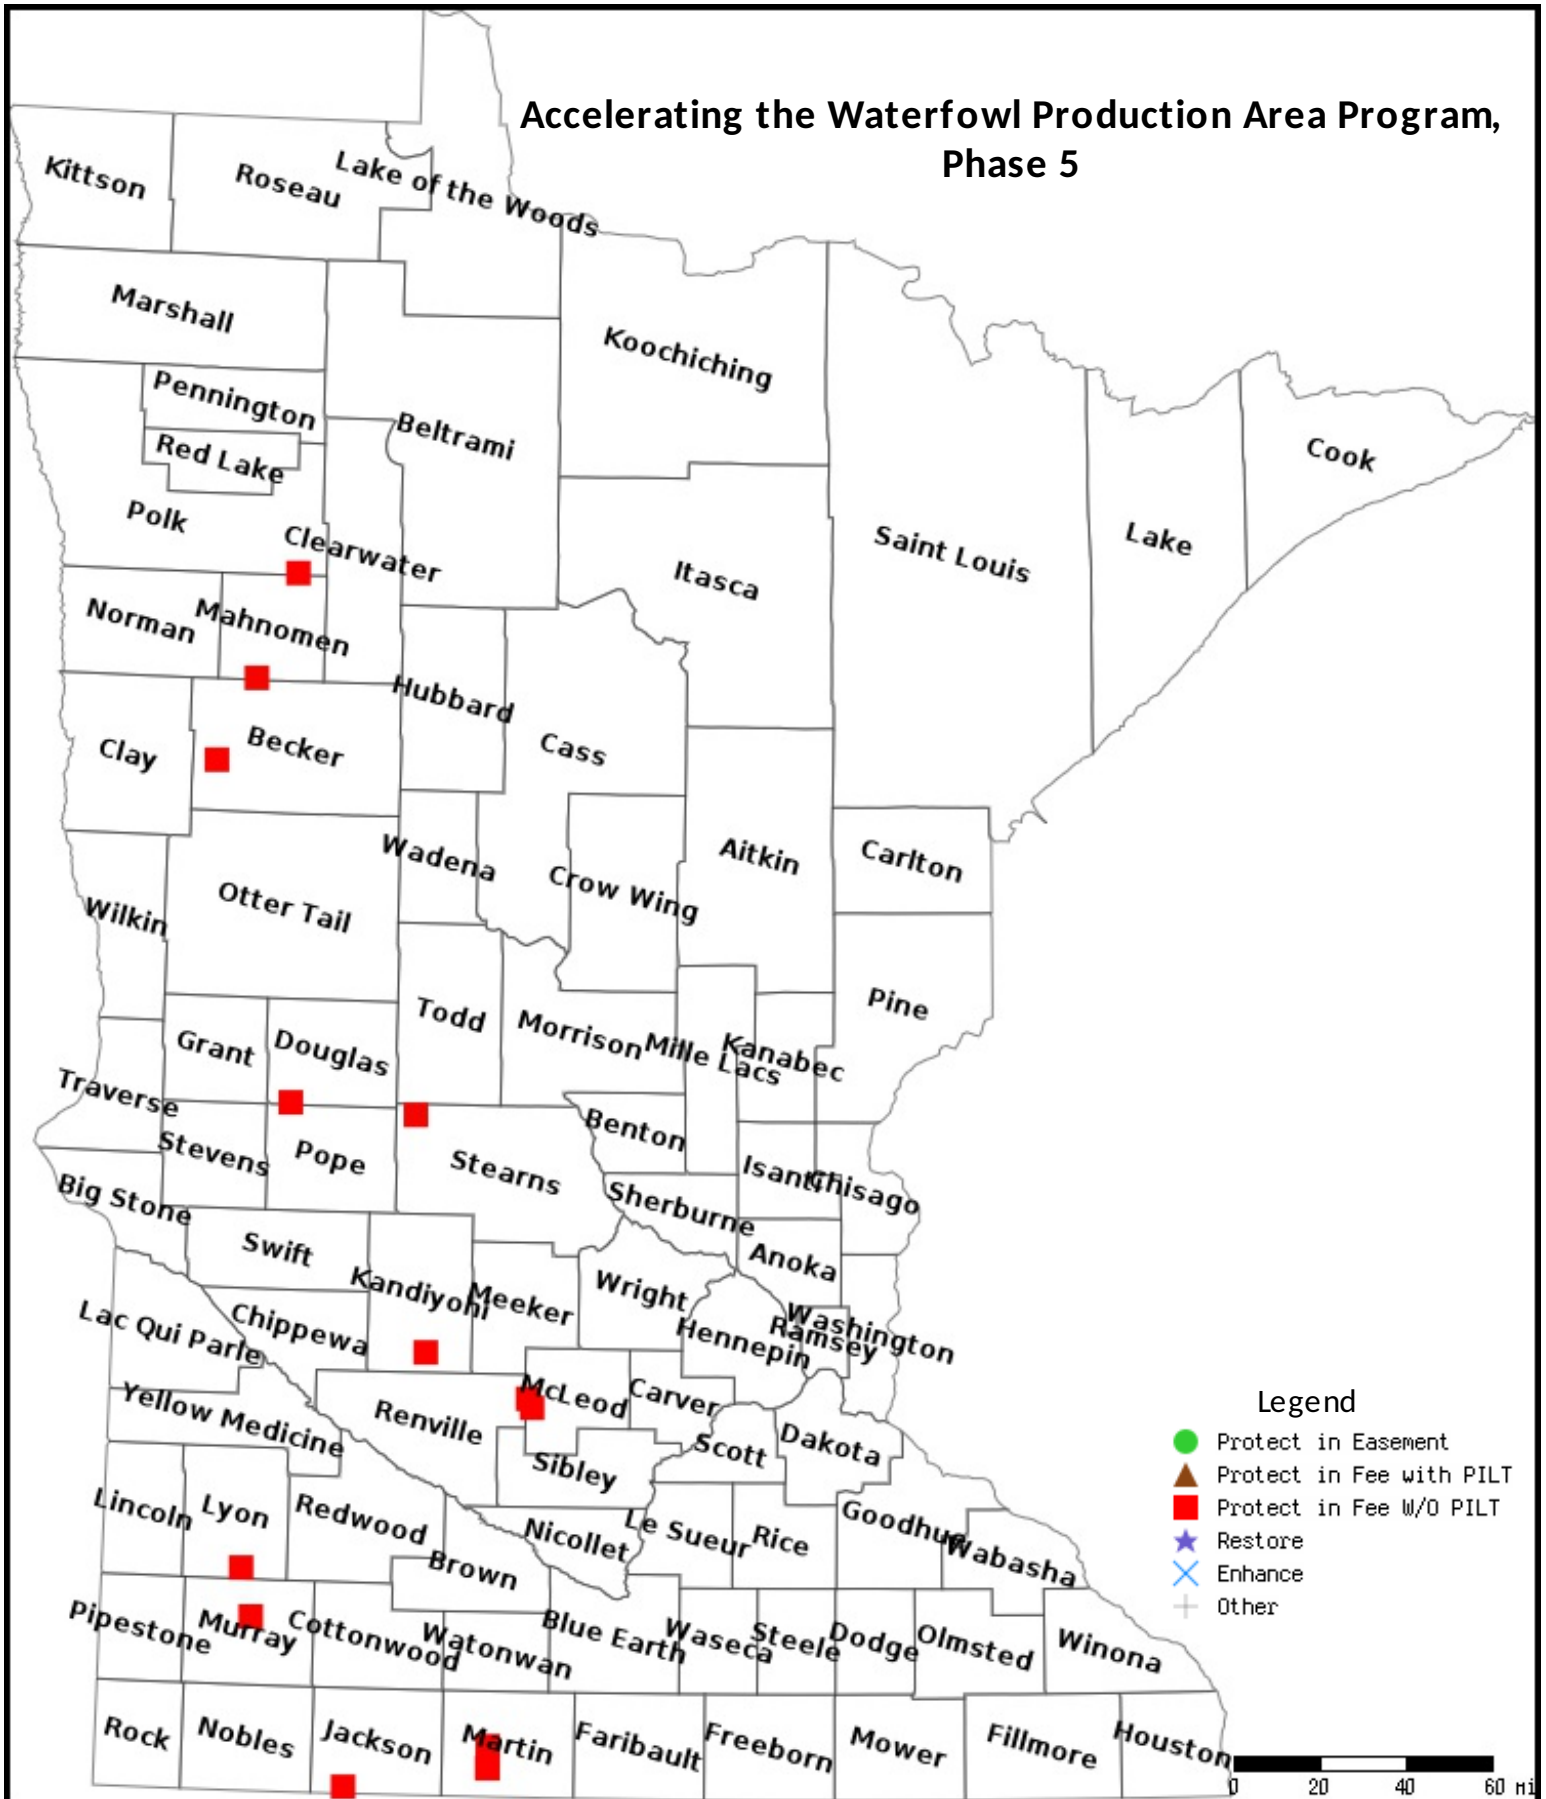 Accelerating the Waterfowl Production Area Program,
Phase 5
Kittson
Roseau
Lake of the Woods
Marshall
Koochiching
Pennington
Beltrami
Red Lake
Cook
Polk
Clearwater
Saint Louis
Lake
Itasca
Norman
Mahnomen
Hubbard
Clay
Becker
Cass
Wadena
Aitkin
Carlton
Otter Tail
Crow Wing
Wilkin
Todd
Pine
Grant
Douglas
Morrison
Mille Lacs
Kanabec
Traverse
Benton
Stevens
Pope
Stearns
Isanti
Chisago
Big Stone
Sherburne
Swift
Anoka
Kandiyohi
Meeker
Wright
Lac Qui Parle
Chippewa
Hennepin
Ramsey
Washington
Yellow Medicine
Renville
McLeod
Carver
Scott
Dakota
Sibley
Lincoln
Lyon
Redwood
Nicollet
Le Sueur
Rice
Goodhue
Wabasha
Brown
Pipestone
Murray
Cottonwood
Watonwan
Blue Earth
Waseca
Steele
Dodge
Olmsted
Winona
Rock
Nobles
Jackson
Martin
Faribault
Freeborn
Mower
Fillmore
Houston
Legend
Protect in Easement
Protect in Fee with PILT
Protect in Fee W/O PILT
Restore
Enhance
Other
0 20 40 60 mi